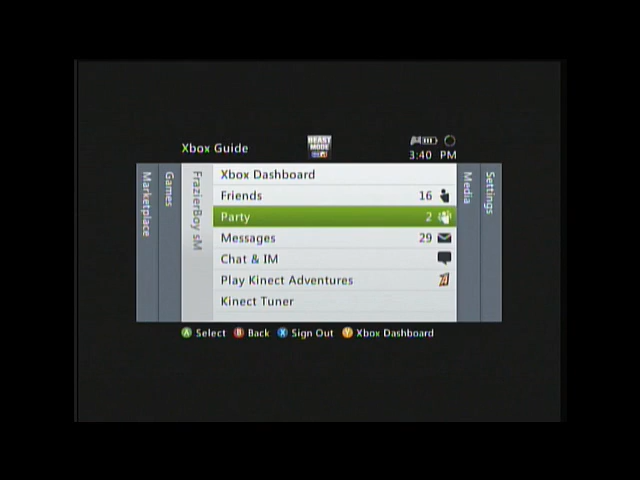 Xbox Guide
BEAST
MODE
3:40 PM
Marketplace
Games
FrazierBoy sM
Xbox Dashboard
Friends 16
Party 2
Messages 29
Chat & IM
Play Kinect Adventures
Kinect Tuner
Media
Settings
A Select B Back X Sign Out Y Xbox Dashboard